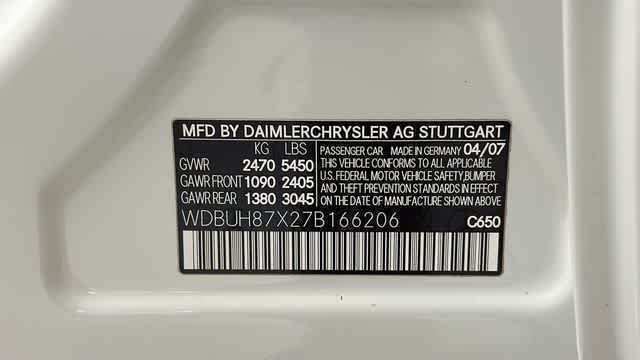 MFD BY DAIMLERCHRYSLER AG STUTTGART
KG LBS PASSENGER CAR MADE IN GERMANY 04/07
GVWR 2470 5450 THIS VEHICLE CONFORMS TO ALL APPLICABLE
GAWR FRONT 1090 2405 U.S. FEDERAL MOTOR VEHICLE SAFETY, BUMPER
AND THEFT PREVENTION STANDARDS IN EFFECT
GAWR REAR 1380 3045 ON THE DATE OF MANUFACTURE SHOWN ABOVE
WDBUH87X27B166206 C650